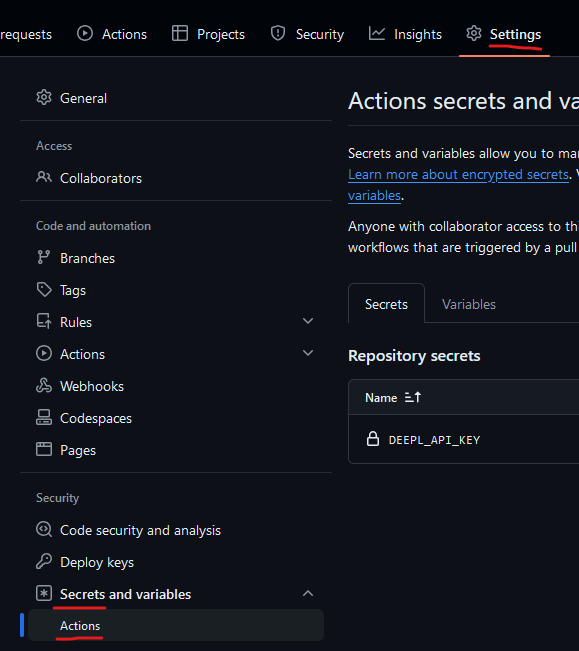 requests Actions Projects Security Insights Settings
General
Access
Collaborators
Code and automation
Branches
Tags
Rules
Actions
Webhooks
Codespaces
Pages
Security
Code security and analysis
Deploy keys
Secrets and variables
Actions
Actions secrets and va
Secrets and variables allow you to ma
Learn more about encrypted secrets.
variables.
Anyone with collaborator access to th
workflows that are triggered by a pull
Secrets Variables
Repository secrets
Name
DEEPL_API_KEY